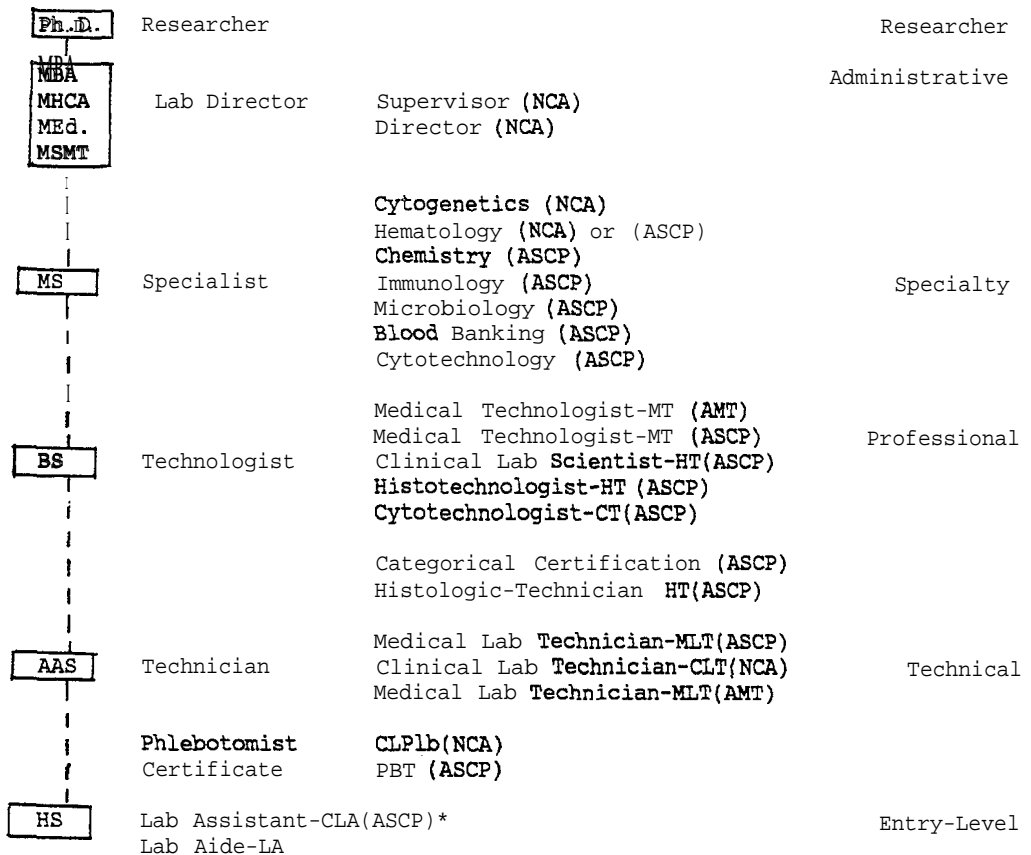 Ph.D. Researcher Researcher
MBA Administrative
MHCA Lab Director Supervisor (NCA)
MEd. Director (NCA)
MSMT
Cytogenetics (NCA)
Hematology (NCA) or (ASCP)
Chemistry (ASCP)
MS Specialist Immunology (ASCP) Specialty
Microbiology (ASCP)
Blood Banking (ASCP)
Cytotechnology (ASCP)
Medical Technologist-MT (AMT)
Medical Technologist-MT (ASCP) Professional
BS Technologist Clinical Lab Scientist-HT(ASCP)
Histotechnologist-HT (ASCP)
Cytotechnologist-CT(ASCP)
Categorical Certification (ASCP)
Histologic-Technician HT(ASCP)
Medical Lab Technician-MLT(ASCP)
AAS Technician Clinical Lab Technician-CLT(NCA) Technical
Medical Lab Technician-MLT(AMT)
Phlebotomist CLPlb(NCA)
Certificate PBT (ASCP)
HS Lab Assistant-CLA(ASCP)* Entry-Level
Lab Aide-LA